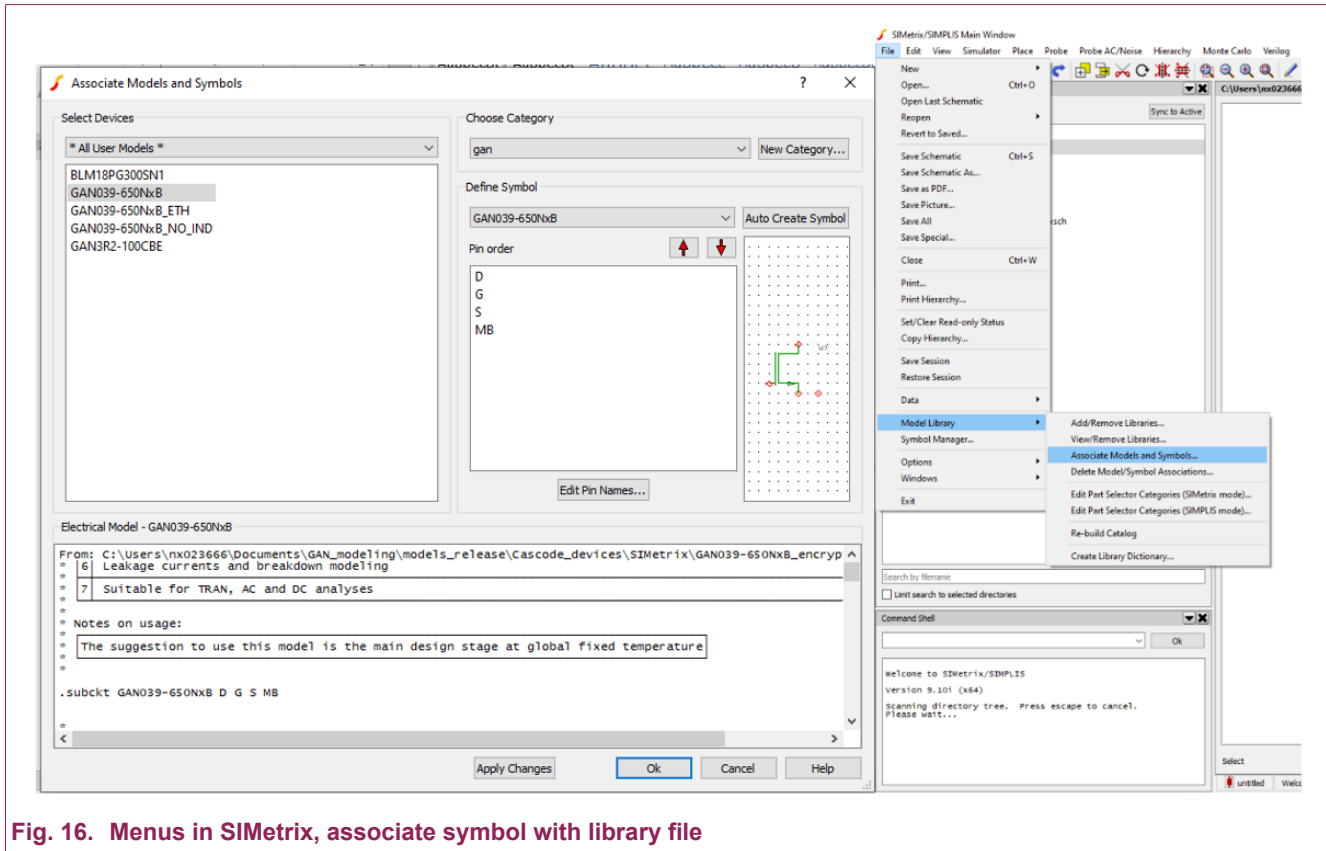 Associate Models and Symbols
?
Select Devices
* All User Models *
BLM18PG300SN1
GAN039-650NxB
GAN039-650NxB_ETH
GAN039-650NxB_NO_IND
GAN3R2-100CBE
Choose Category
gan
New Category...
Define Symbol
GAN039-650NxB
Auto Create Symbol
Pin order
D
G
S
MB
Edit Pin Names...
Electrical Model - GAN039-650NxB
From: C:\Users\nx023666\Documents\GAN_modeling\models_release\Cascode_devices\SIMetrix\GAN039-650NxB_encryp
* |6| Leakage currents and breakdown modeling
*
* |7| Suitable for TRAN, AC and DC analyses
*
*
* Notes on usage:
*
* |The suggestion to use this model is the main design stage at global fixed temperature|
*
*
.subckt GAN039-650NxB D G S MB
*
Apply Changes
Ok
Cancel
Help
SIMetrix/SIMPLIS Main Window
File Edit View Simulator Place Probe Probe AC/Noise Hierarchy Monte Carlo Verilog
New
Open... Ctrl+O
Open Last Schematic
Reopen
Revert to Saved...
Save Schematic Ctrl+S
Save Schematic As...
Save as PDF...
Save Picture...
Save All
Save Special...
Close Ctrl+W
Print...
Print Hierarchy...
Set/Clear Read-only Status
Copy Hierarchy...
Save Session
Restore Session
Data
Model Library
Symbol Manager...
Options
Windows
Exit
Add/Remove Libraries...
View/Remove Libraries...
Associate Models and Symbols...
Delete Model/Symbol Associations...
Edit Part Selector Categories (SIMetrix mode)...
Edit Part Selector Categories (SIMPLIS mode)...
Re-build Catalog
Create Library Dictionary...
C:\Users\nx023666
Sync to Active
ksch
Search by filename
Limit search to selected directories
Command Shell
Ok
Welcome to SIMetrix/SIMPLIS
Version 9.10i (x64)
Scanning directory tree. Press escape to cancel.
Please wait...
Select
untitled Welco
Fig. 16. Menus in SIMetrix, associate symbol with library file